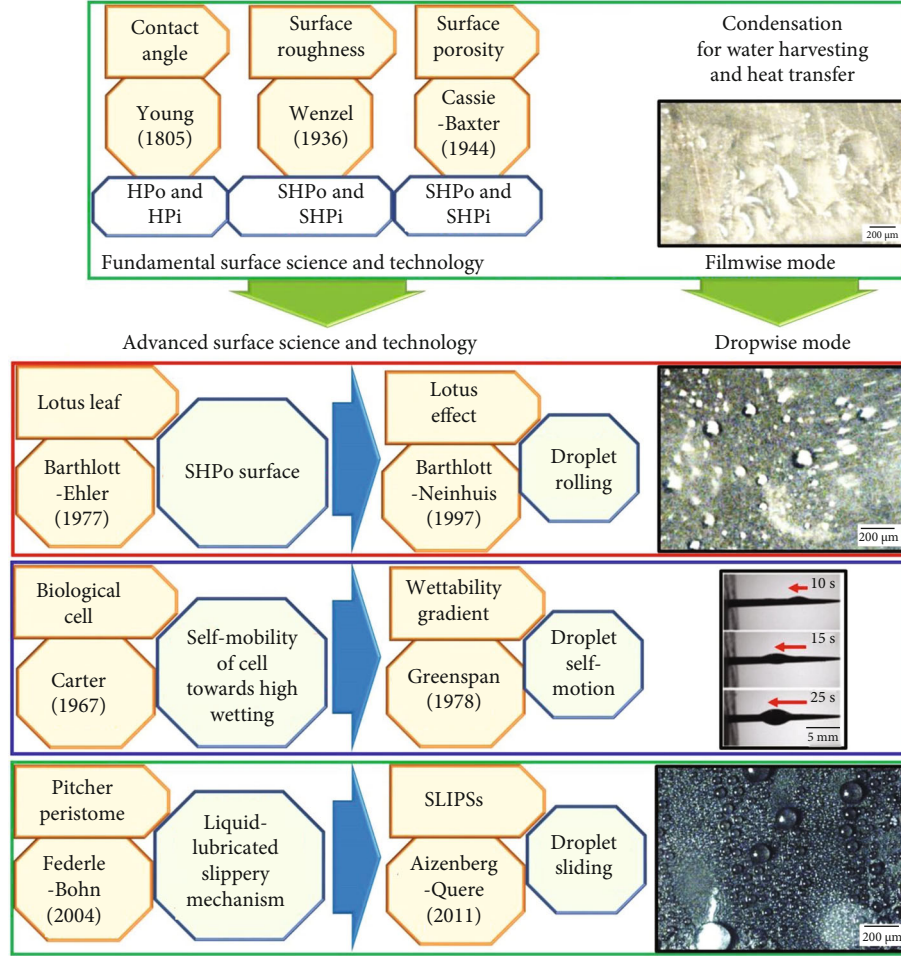 Contact
angle
Surface
roughness
Surface
porosity
Condensation
for water harvesting
and heat transfer
Young
(1805)
Wenzel
(1936)
Cassie
-Baxter
(1944)
HPo and
HPi
SHPo and
SHPi
SHPo and
SHPi
200 μm
Fundamental surface science and technology
Filmwise mode
Advanced surface science and technology
Dropwise mode
Lotus leaf
Barthlott
-Ehler
(1977)
SHPo surface
Lotus
effect
Barthlott
-Neinhuis
(1997)
Droplet
rolling
200 μm
Biological
cell
Carter
(1967)
Self-mobility
of cell
towards high
wetting
Wettability
gradient
Greenspan
(1978)
Droplet
self-
motion
10 s
15 s
25 s
5 mm
Pitcher
peristome
Federle
-Bohn
(2004)
Liquid-
lubricated
slippery
mechanism
SLIPSs
Aizenberg
-Quere
(2011)
Droplet
sliding
200 μm